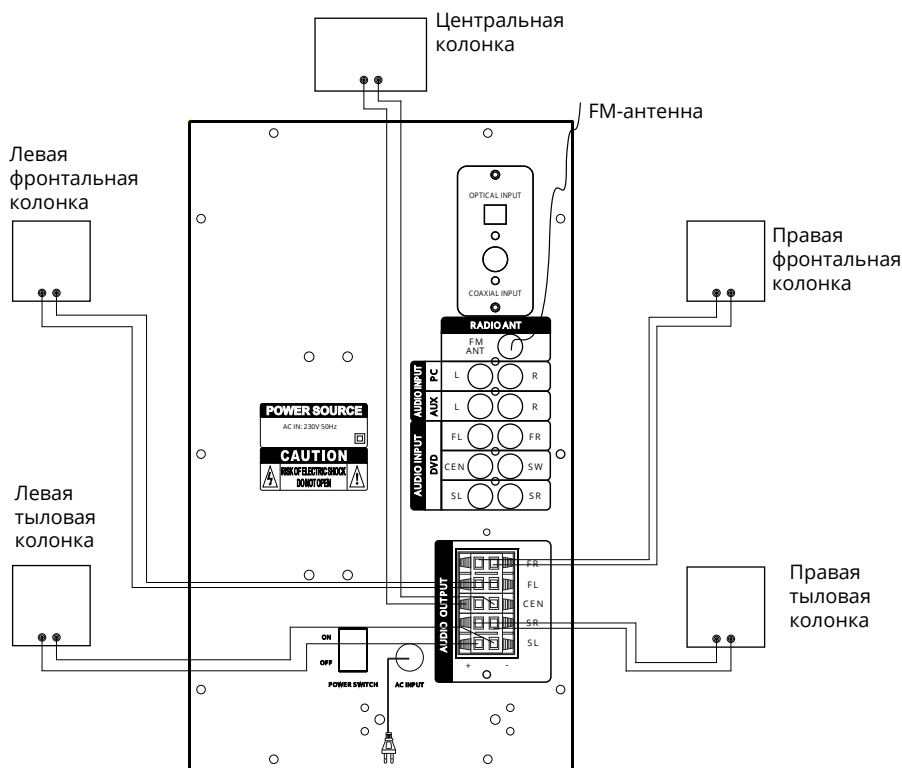 Центральная
колонка
FM-антенна
Левая
фронтальная
колонка
OPTICAL INPUT
Правая
фронтальная
колонка
COAXIAL INPUT
RADIO ANT
FM
ANT
AUDIO INPUT
PC
L
R
AUX
L
R
POWER SOURCE
AC IN: 230V 50Hz
CAUTION
RISK OF ELECTRIC SHOCK
DO NOT OPEN
AUDIO INPUT
DVD
FL
FR
CEN
SW
SL
SR
Левая
тыловая
колонка
AUDIO OUTPUT
FR
FL
CEN
SR
SL
+ -
Правая
тыловая
колонка
ON
OFF
POWER SWITCH
AC INPUT